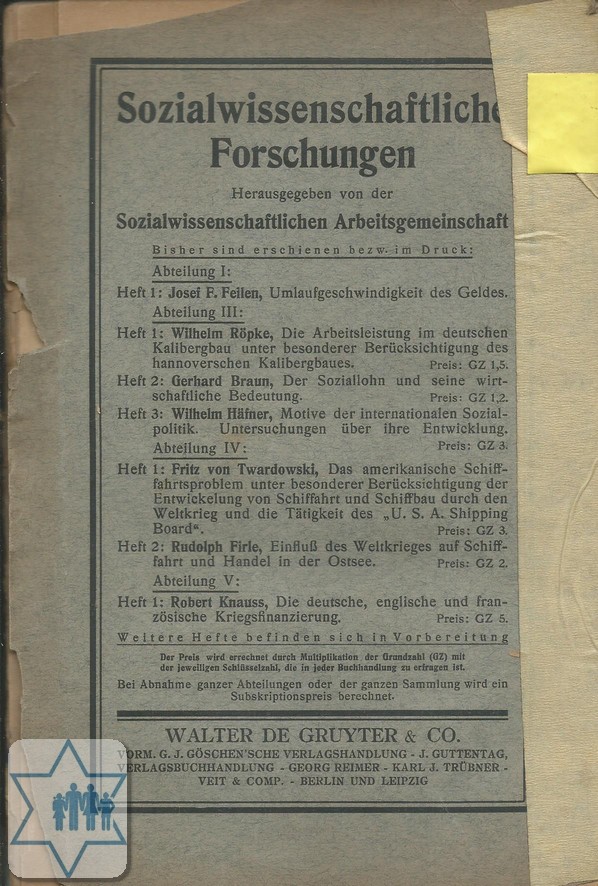 Sozialwissenschaftliche
Forschungen
Herausgegeben von der
Sozialwissenschaftlichen Arbeitsgemeinschaft
Bisher sind erschienen bezw. im Druck:
Abteilung I:
Heft 1: Josef F. Feilen, Umlaufgeschwindigkeit des Geldes.
Abteilung III:
Heft 1: Wilhelm Röpke, Die Arbeitsleistung im deutschen
Kalibergbau unter besonderer Berücksichtigung des
hannoverschen Kalibergbaues. Preis: GZ 1,5.
Heft 2: Gerhard Braun, Der Soziallohn und seine wirt-
schaftliche Bedeutung. Preis: GZ 1,2.
Heft 3: Wilhelm Häfner, Motive der internationalen Sozial-
politik. Untersuchungen über ihre Entwicklung.
Preis: GZ 3.
Abteilung IV:
Heft 1: Fritz von Twardowski, Das amerikanische Schiff-
fahrtsproblem unter besonderer Berücksichtigung der
Entwickelung von Schiffahrt und Schiffbau durch den
Weltkrieg und die Tätigkeit des „U. S. A. Shipping
Board“. Preis: GZ 3.
Heft 2: Rudolph Firle, Einfluß des Weltkrieges auf Schiff-
fahrt und Handel in der Ostsee. Preis: GZ 2.
Abteilung V:
Heft 1: Robert Knauss, Die deutsche, englische und fran-
zösische Kriegsfinanzierung. Preis: GZ 5.
Weitere Hefte befinden sich in Vorbereitung
Der Preis wird errechnet durch Multiplikation der Grundzahl (GZ) mit
der jeweiligen Schlüsselzahl, die in jeder Buchhandlung zu erfragen ist.
Bei Abnahme ganzer Abteilungen oder der ganzen Sammlung wird ein
Subskriptionspreis berechnet.
WALTER DE GRUYTER & CO.
VORM. G. J. GÖSCHEN'SCHE VERLAGSHANDLUNG - J. GUTTENTAG,
VERLAGSBUCHHANDLUNG - GEORG REIMER - KARL J. TRÜBNER -
VEIT & COMP. - BERLIN UND LEIPZIG